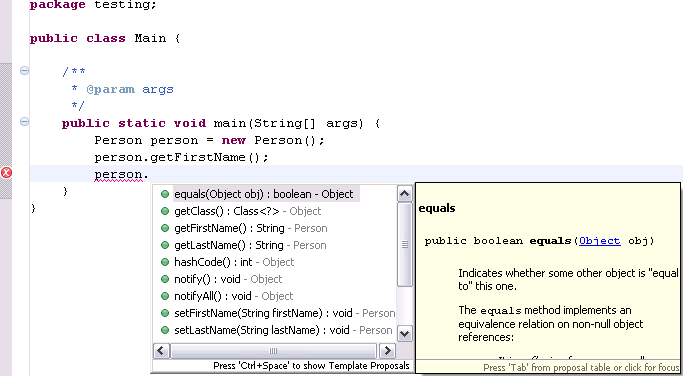 package testing;
public class Main {
/**
* @param args
*/
public static void main(String[] args) {
Person person = new Person();
person.getFirstName();
person.
}
}
equals(Object obj) : boolean - Object
getClass() : Class<?> - Object
getFirstName() : String - Person
getLastName() : String - Person
hashCode() : int - Object
notify() : void - Object
notifyAll() : void - Object
setFirstName(String firstName) : void - Person
setLastName(String lastName) : void - Person
Press 'Ctrl+Space' to show Template Proposals
equals
public boolean equals(Object obj)
Indicates whether some other object is "equal
to" this one.
The equals method implements an
equivalence relation on non-null object
references:
Press 'Tab' from proposal table or click for focus